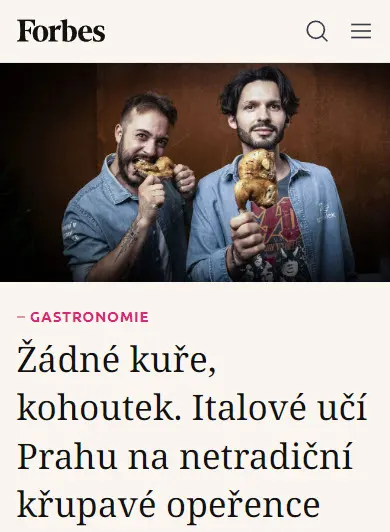 Forbes
– GASTRONOMIE
Žádné kuře,
kohoutek. Italové učí
Prahu na netradiční
křupavé opeřence